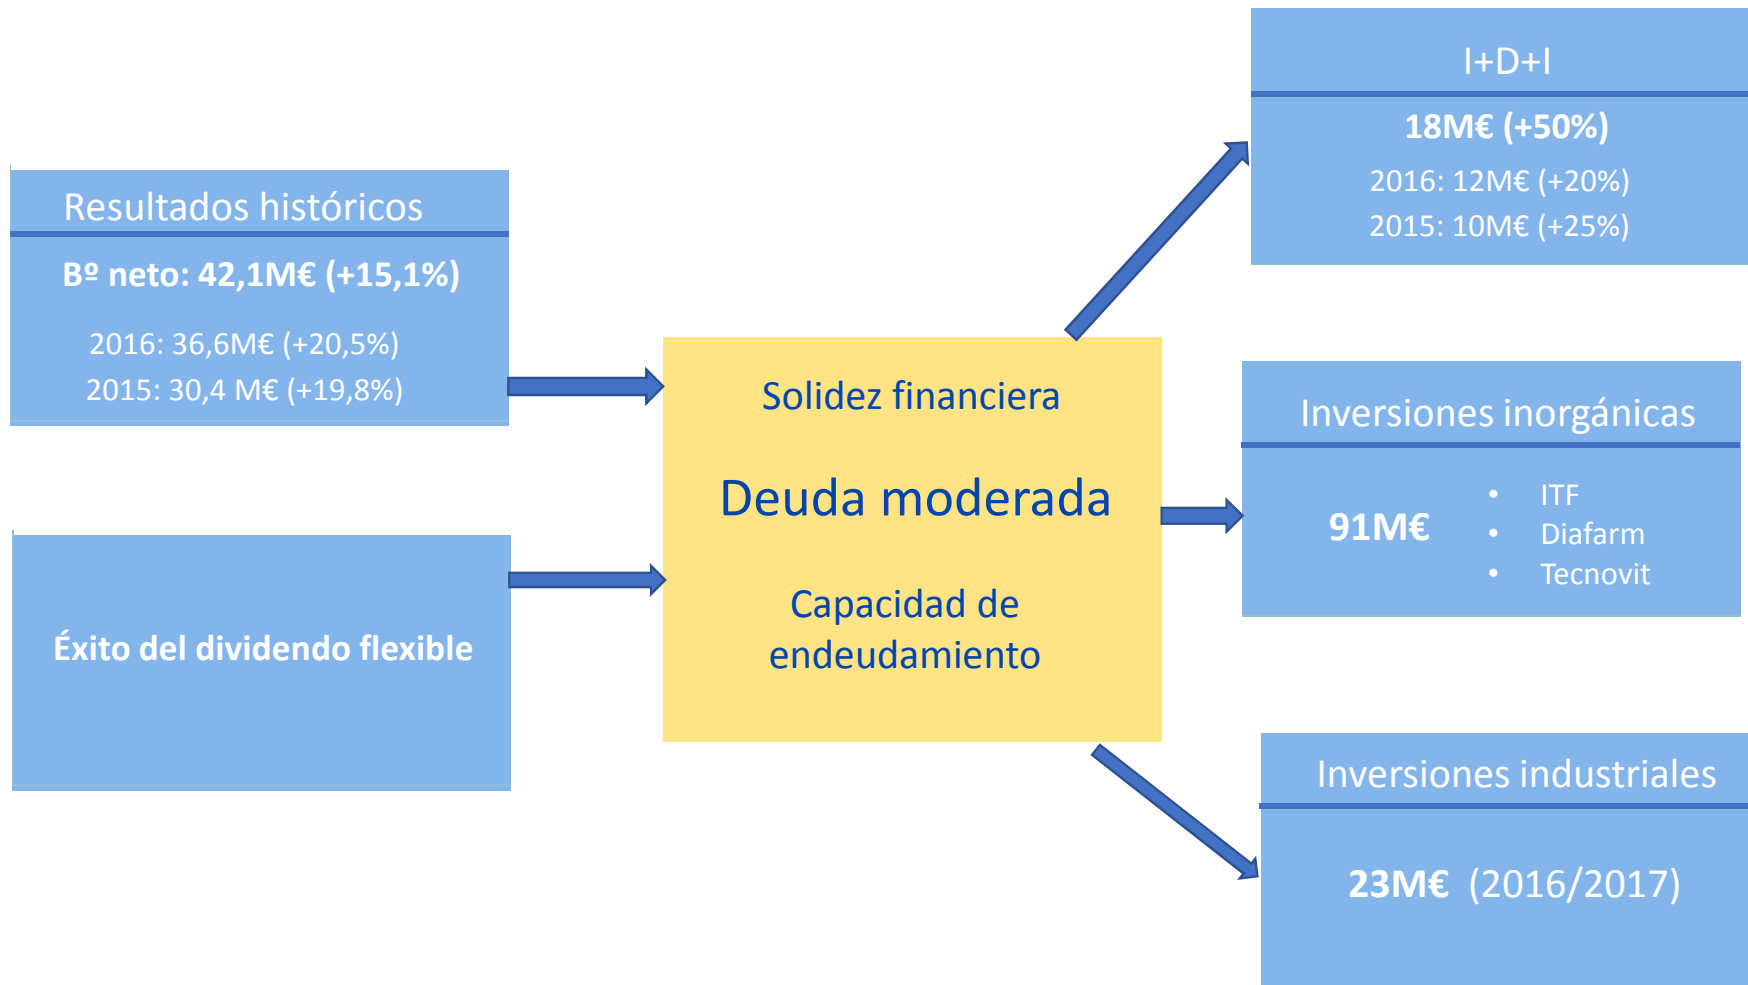 Resultados históricos
Bº neto: 42,1M€ (+15,1%)
2016: 36,6M€ (+20,5%)
2015: 30,4 M€ (+19,8%)
Éxito del dividendo flexible
Solidez financiera
Deuda moderada
Capacidad de
endeudamiento
I+D+I
18M€ (+50%)
2016: 12M€ (+20%)
2015: 10M€ (+25%)
Inversiones inorgánicas
91M€
• ITF
• Diafarm
• Tecnovit
Inversiones industriales
23M€ (2016/2017)